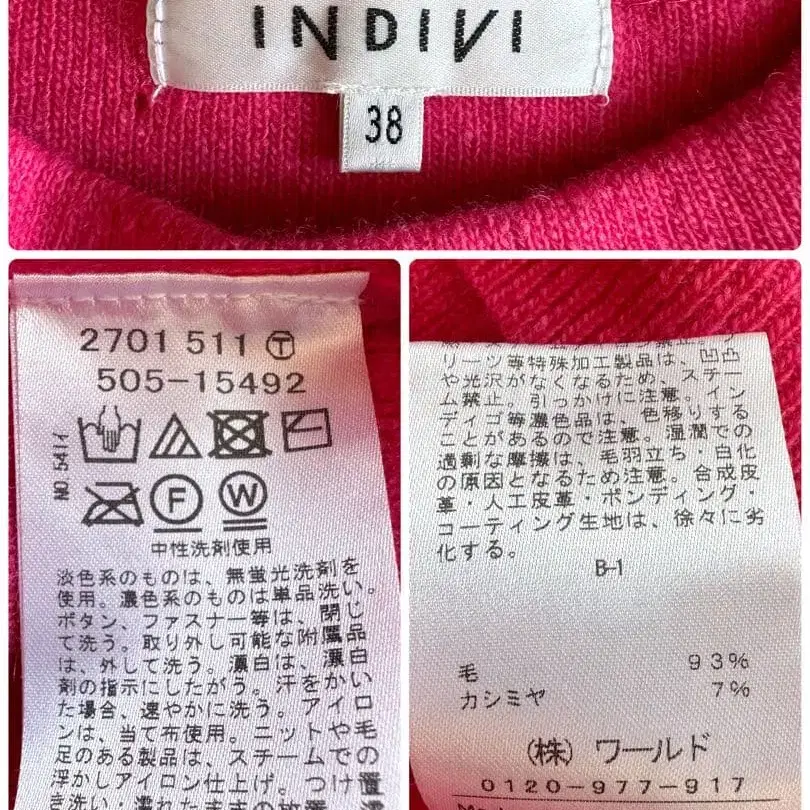 INDIVI
38
2701 511 Ⓣ
505-15492
NO 5414
F
W
中性洗剤使用
淡色系のものは、無蛍光洗剤を
使用。濃色系のものは単品洗い。
ボタン、ファスナー等は、閉じ
て洗う。取り外し可能な附属品
は、外して洗う。漂白は、漂白
剤の指示にしたがう。汗をかい
た場合、速やかに洗う。アイロ
ンは、当て布使用。ニットや毛
足のある製品は、スチームでの
浮かしアイロン仕上げ。つけ置
き洗い・濡れたままの放置
リーツ等特殊加工製品は、凹凸
や光沢がなくなるため、スチー
ム禁止。引っかけに注意。イン
ディゴ等濃色品は、色移りする
ことがあるので注意。湿潤での
過剰な摩擦は、毛羽立ち・白化
の原因となるため注意。合成皮
革・人工皮革・ボンディング・
コーティング生地は、徐々に劣
化する。
B-1
毛 93%
カシミヤ 7%
(株) ワールド
0120-977-917